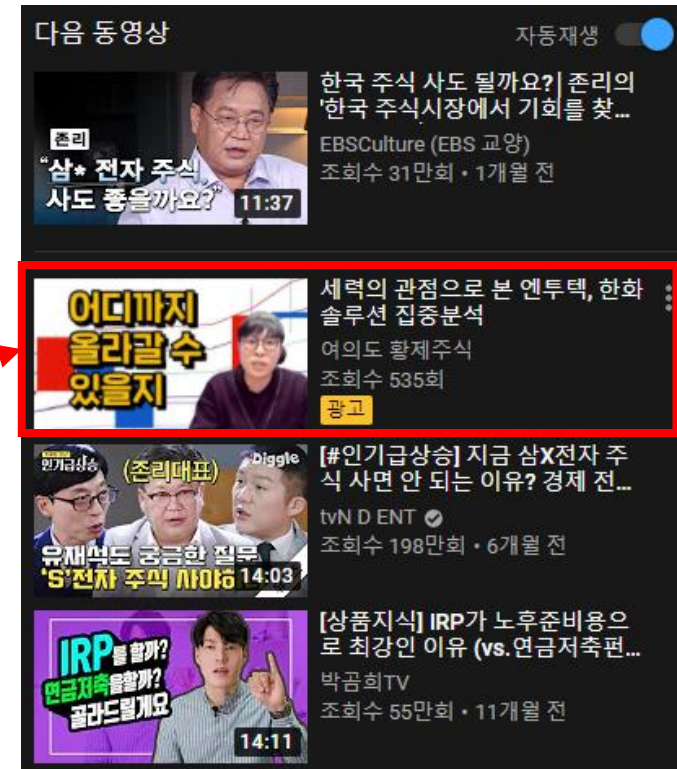 다음 동영상
자동재생
존리
"삼* 전자 주식
사도 좋을까요?"
11:37
한국 주식 사도 될까요?| 존리의
'한국 주식시장에서 기회를 찾...
EBSCulture (EBS 교양)
조회수 31만회 • 1개월 전
어디까지
올라갈 수
있을지
세력의 관점으로 본 엔투텍, 한화
솔루션 집중분석
여의도 황제주식
조회수 535회
광고
인기급상승
(존리대표)
Diggle
유재석도 궁금한 질문
'S'전자 주식
14:03
[#인기급상승] 지금 삼X전자 주
식 사면 안 되는 이유? 경제 전...
tvN D ENT
조회수 198만회 • 6개월 전
IRP를 할까?
연금저축을할까?
골라드릴게요
14:11
[상품지식] IRP가 노후준비용으
로 최강인 이유 (vs.연금저축펀...
박곰희TV
조회수 55만회 • 11개월 전